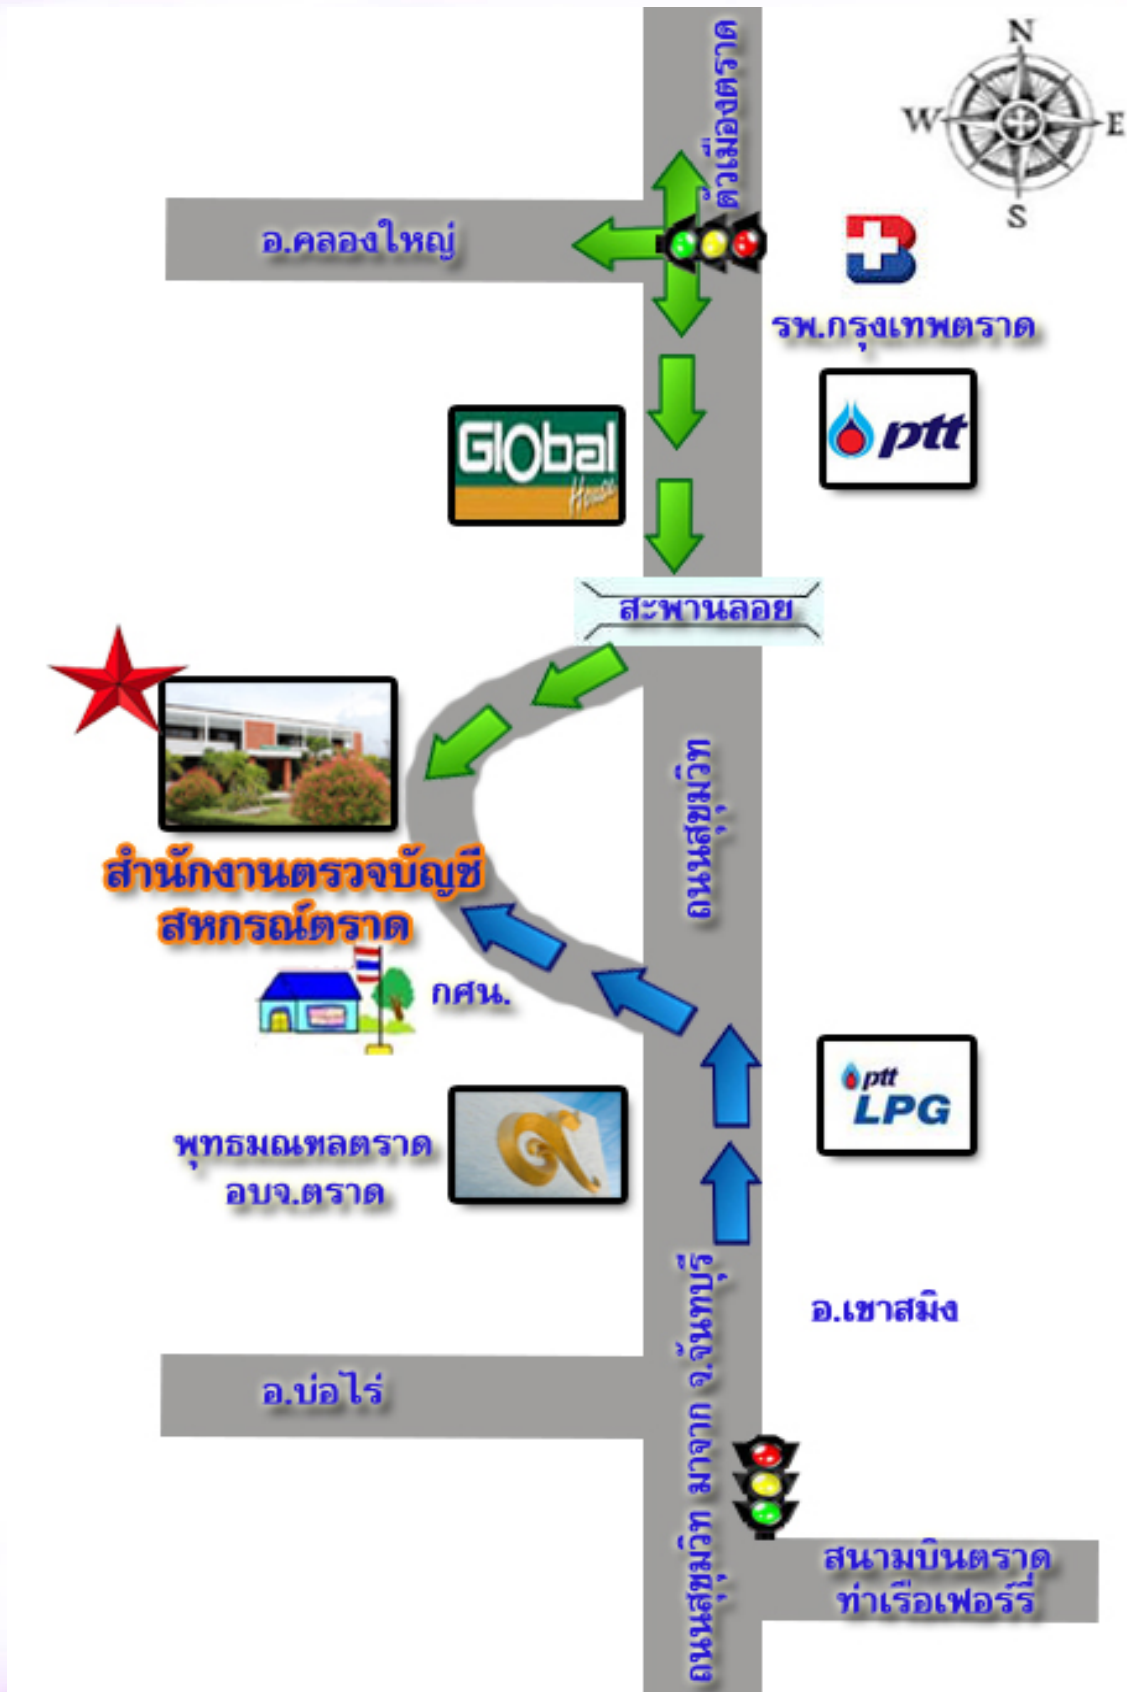 N
W
E
S
ตัวเมืองตราด
อ.คลองใหญ่
รพ.กรุงเทพตราด
ptt
Global
House
สะพานลอย
ถนนสุขุมวิท
สำนักงานตรวจบัญชี
สหกรณ์ตราด
กศน.
ptt
LPG
พุทธมณฑลตราด
อบจ.ตราด
ถนนสุขุมวิท มาจาก จ.จันทบุรี
อ.เขาสมิง
อ.บ่อไร่
สนามบินตราด
ท่าเรือเฟอร์รี่